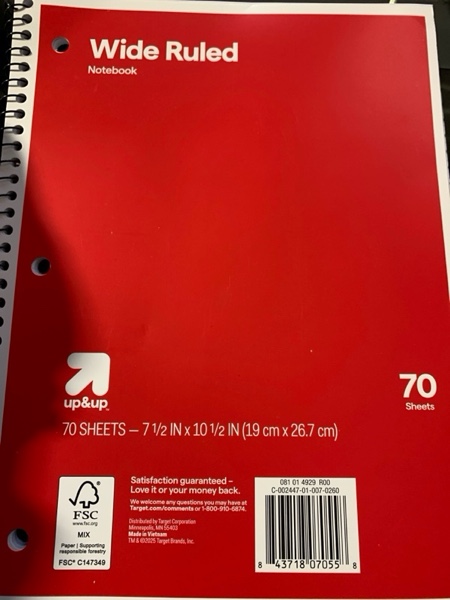 Wide Ruled
Notebook
up&up
70
Sheets
70 SHEETS — 7 1/2 IN x 10 1/2 IN (19 cm x 26.7 cm)
FSC
www.fsc.org
MIX
Paper | Supporting
responsible forestry
FSC® C147349
Satisfaction guaranteed –
Love it or your money back.
We welcome any questions you may have at
Target.com/comments or 1-800-910-6874.
Distributed by Target Corporation
Minneapolis, MN 55403
Made in Vietnam
TM & ©2025 Target Brands, Inc.
081 01 4929 R00
C-002447-01-007-0260
8 43718 07055 8